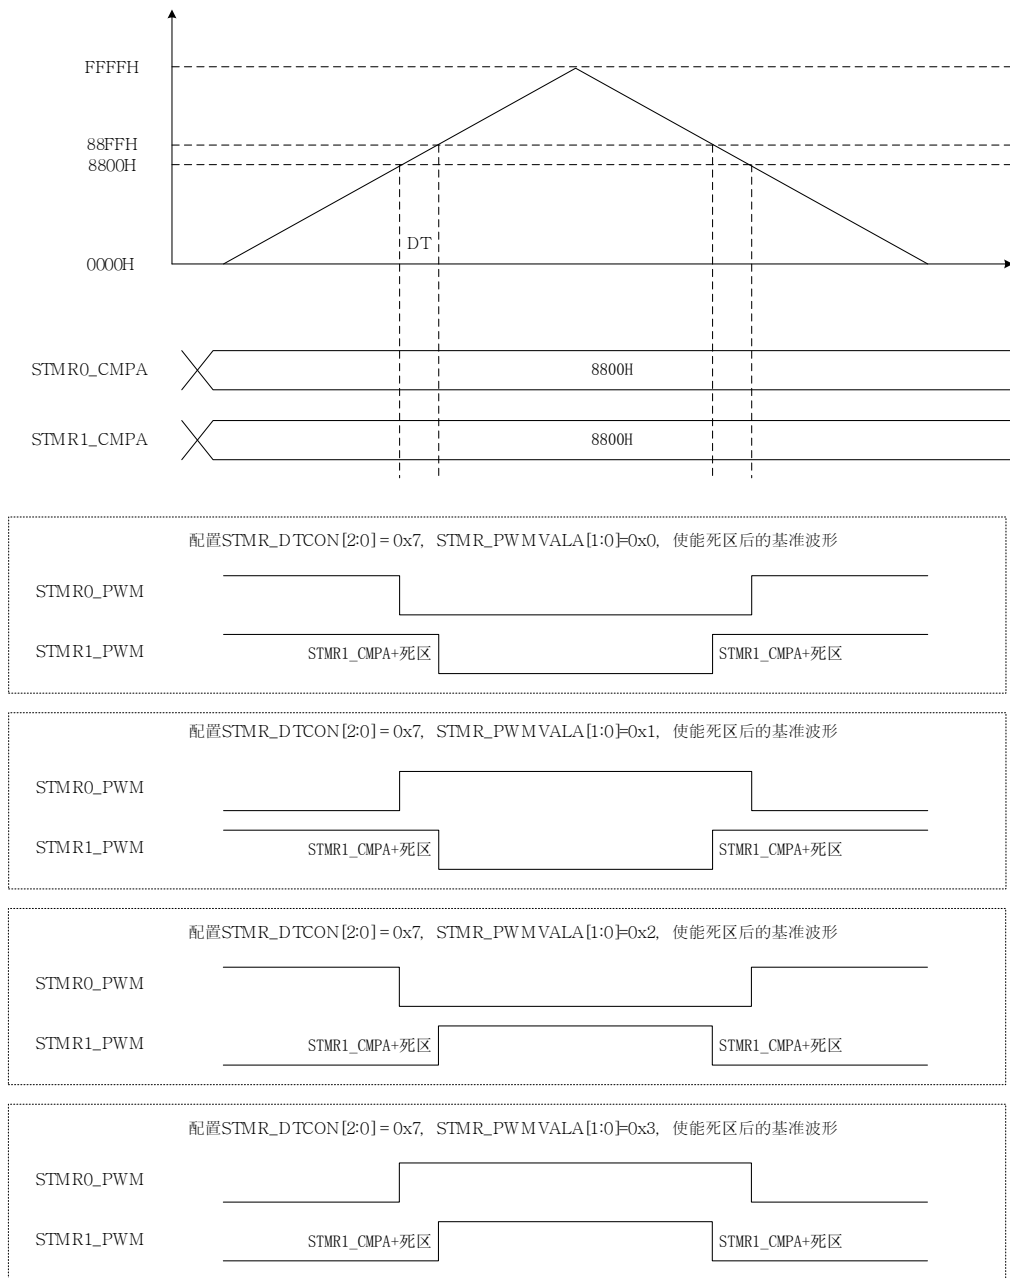 FFFFH
88FFH
8800H
DT
0000H
STMR0_CMPA 8800H
STMR1_CMPA 8800H
配置STMR_DTCON[2:0] = 0x7, STMR_PWMVALA[1:0]=0x0, 使能死区后的基准波形
STMR0_PWM
STMR1_PWM STMR1_CMPA+死区 STMR1_CMPA+死区
配置STMR_DTCON[2:0] = 0x7, STMR_PWMVALA[1:0]=0x1, 使能死区后的基准波形
STMR0_PWM
STMR1_PWM STMR1_CMPA+死区 STMR1_CMPA+死区
配置STMR_DTCON[2:0] = 0x7, STMR_PWMVALA[1:0]=0x2, 使能死区后的基准波形
STMR0_PWM
STMR1_PWM STMR1_CMPA+死区 STMR1_CMPA+死区
配置STMR_DTCON[2:0] = 0x7, STMR_PWMVALA[1:0]=0x3, 使能死区后的基准波形
STMR0_PWM
STMR1_PWM STMR1_CMPA+死区 STMR1_CMPA+死区